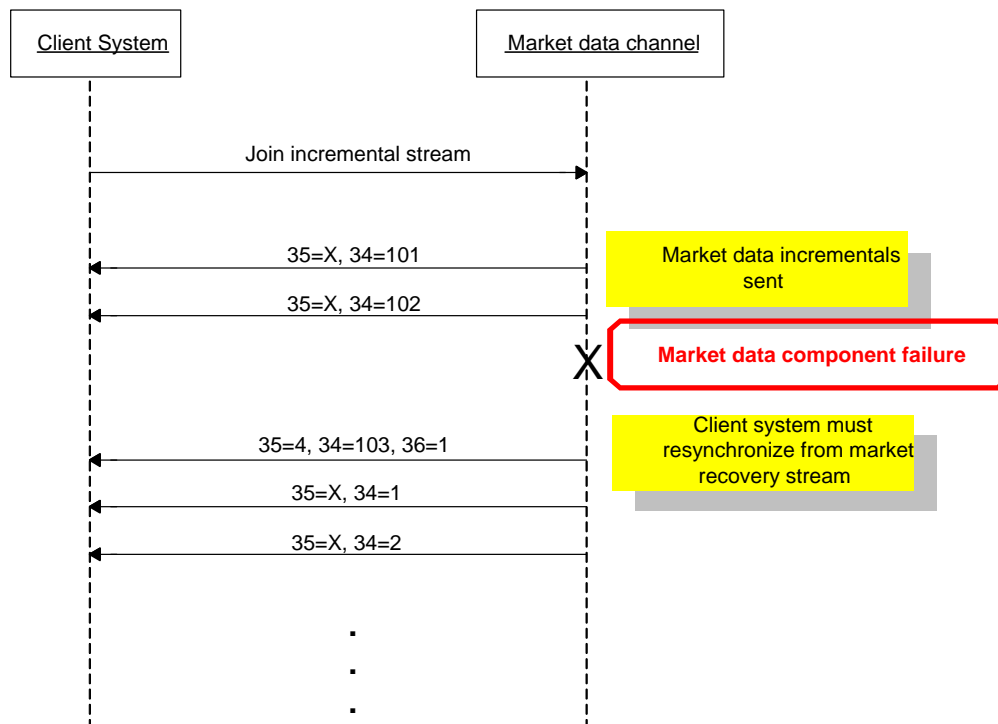 Client System
Market data channel
Join incremental stream
35=X, 34=101
Market data incrementals
sent
35=X, 34=102
X
Market data component failure
Client system must
resynchronize from market
recovery stream
35=4, 34=103, 36=1
35=X, 34=1
35=X, 34=2
.
.
.